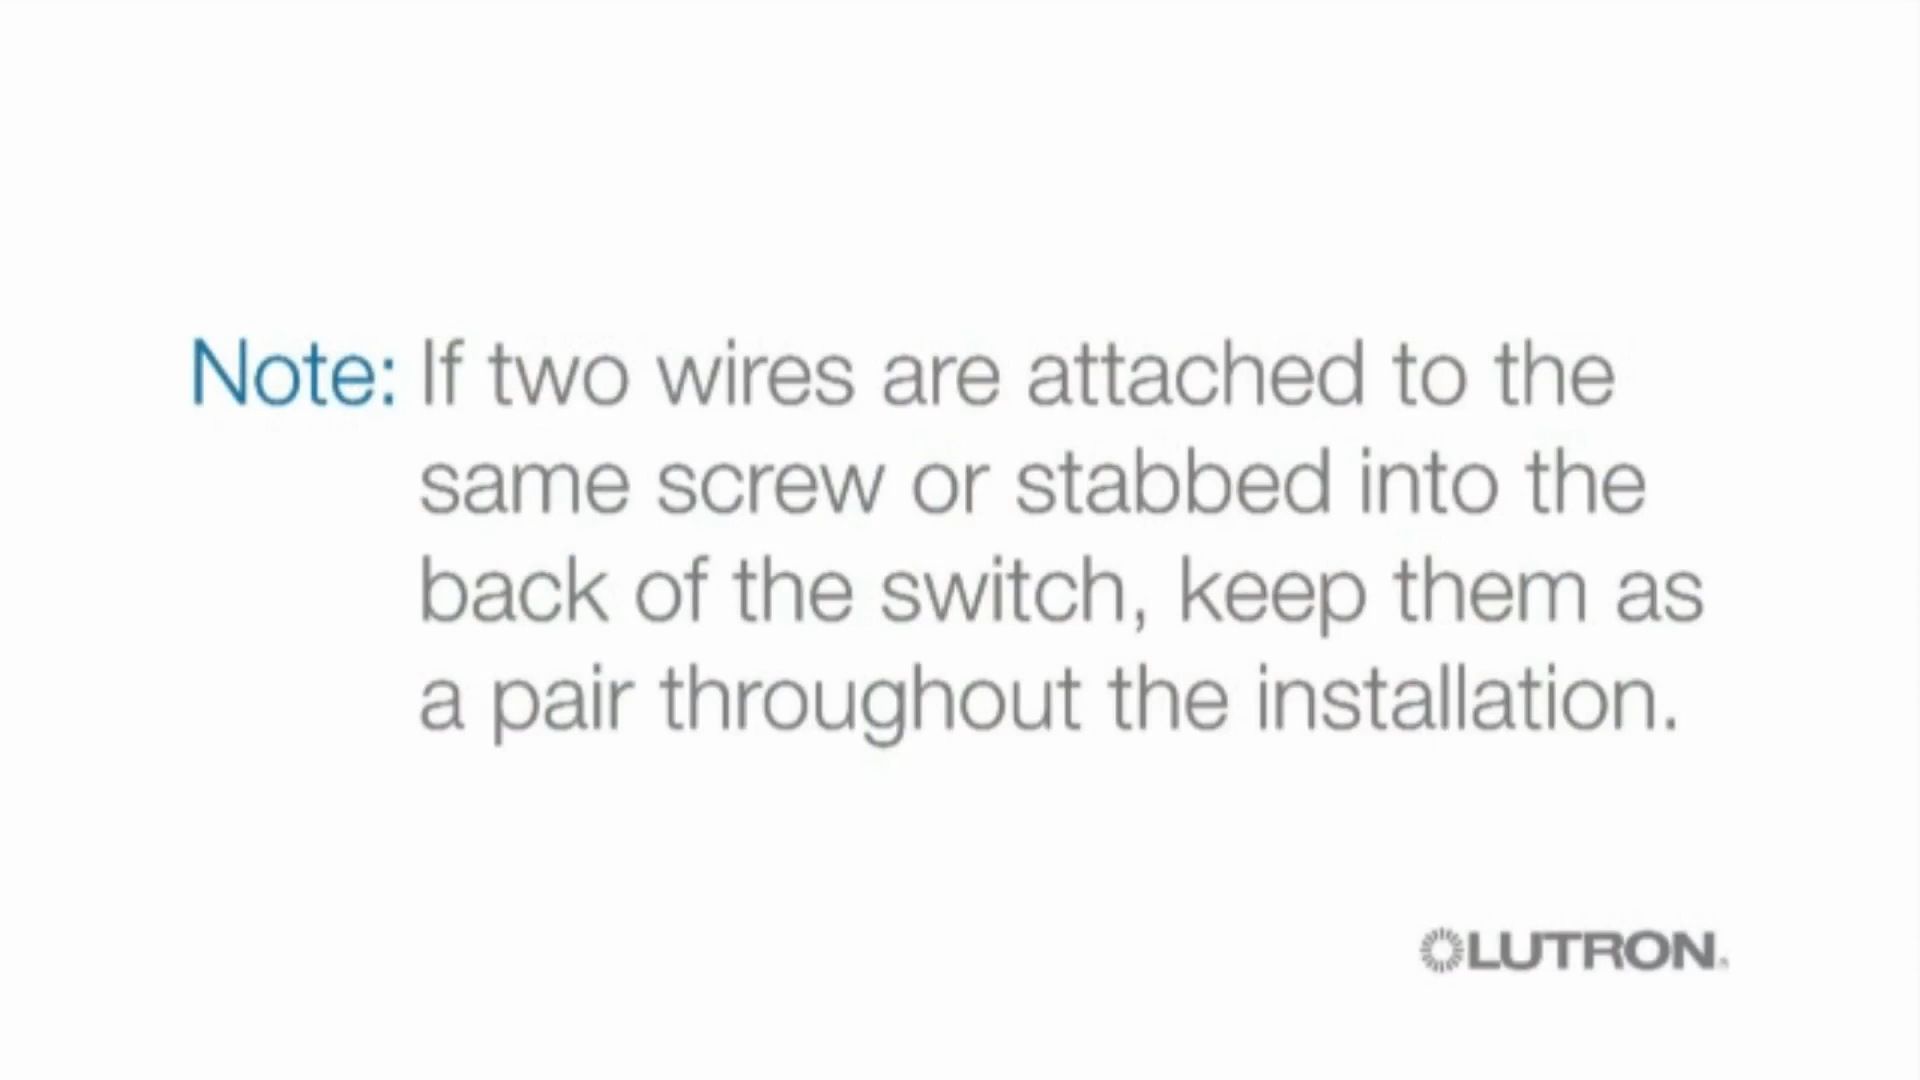 Note: If two wires are attached to the
same screw or stabbed into the
back of the switch, keep them as
a pair throughout the installation.
LUTRON